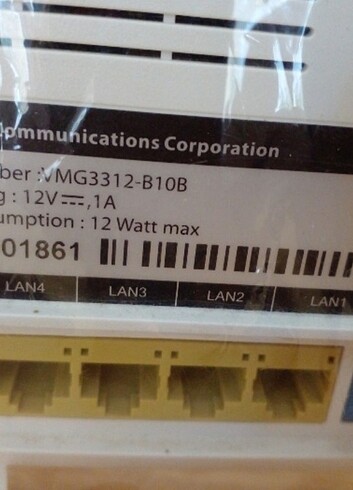 ommunications Corporation
ber :VMG3312-B10B
g : 12V⎓,1A
umption : 12 Watt max
01861
LAN4 LAN3 LAN2 LAN1